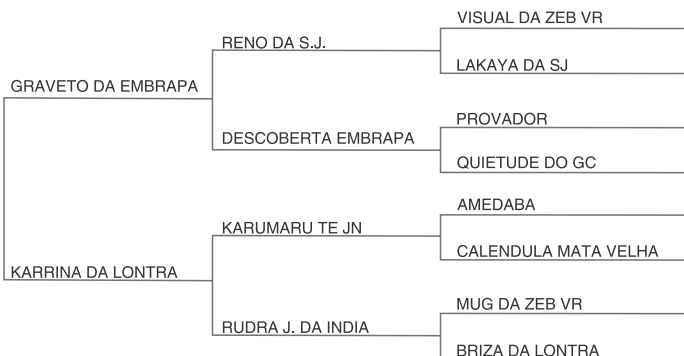 VISUAL DA ZEB VR
RENO DA S.J.
LAKAYA DA SJ
GRAVETO DA EMBRAPA
PROVADOR
DESCOBERTA EMBRAPA
QUIETUDE DO GC
AMEDABA
KARUMARU TE JN
CALENDULA MATA VELHA
KARRINA DA LONTRA
MUG DA ZEB VR
RUDRA J. DA INDIA
BRIZA DA LONTRA